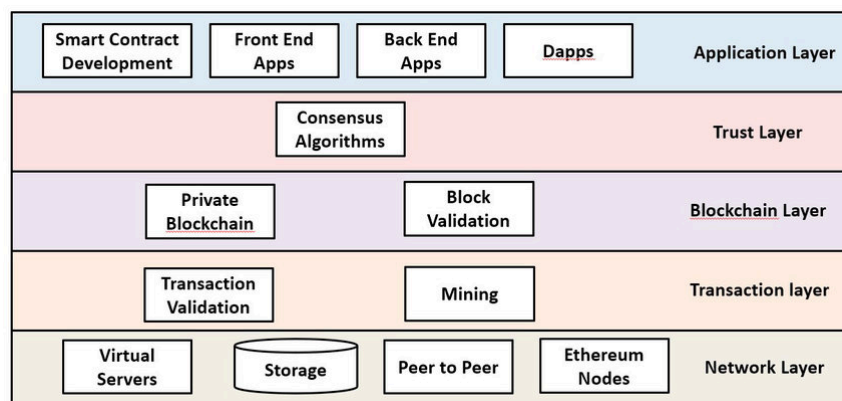 Smart Contract
Development
Front End
Apps
Back End
Apps
Dapps
Application Layer
Consensus
Algorithms
Trust Layer
Private
Blockchain
Block
Validation
Blockchain Layer
Transaction
Validation
Mining
Transaction layer
Virtual
Servers
Storage
Peer to Peer
Ethereum
Nodes
Network Layer